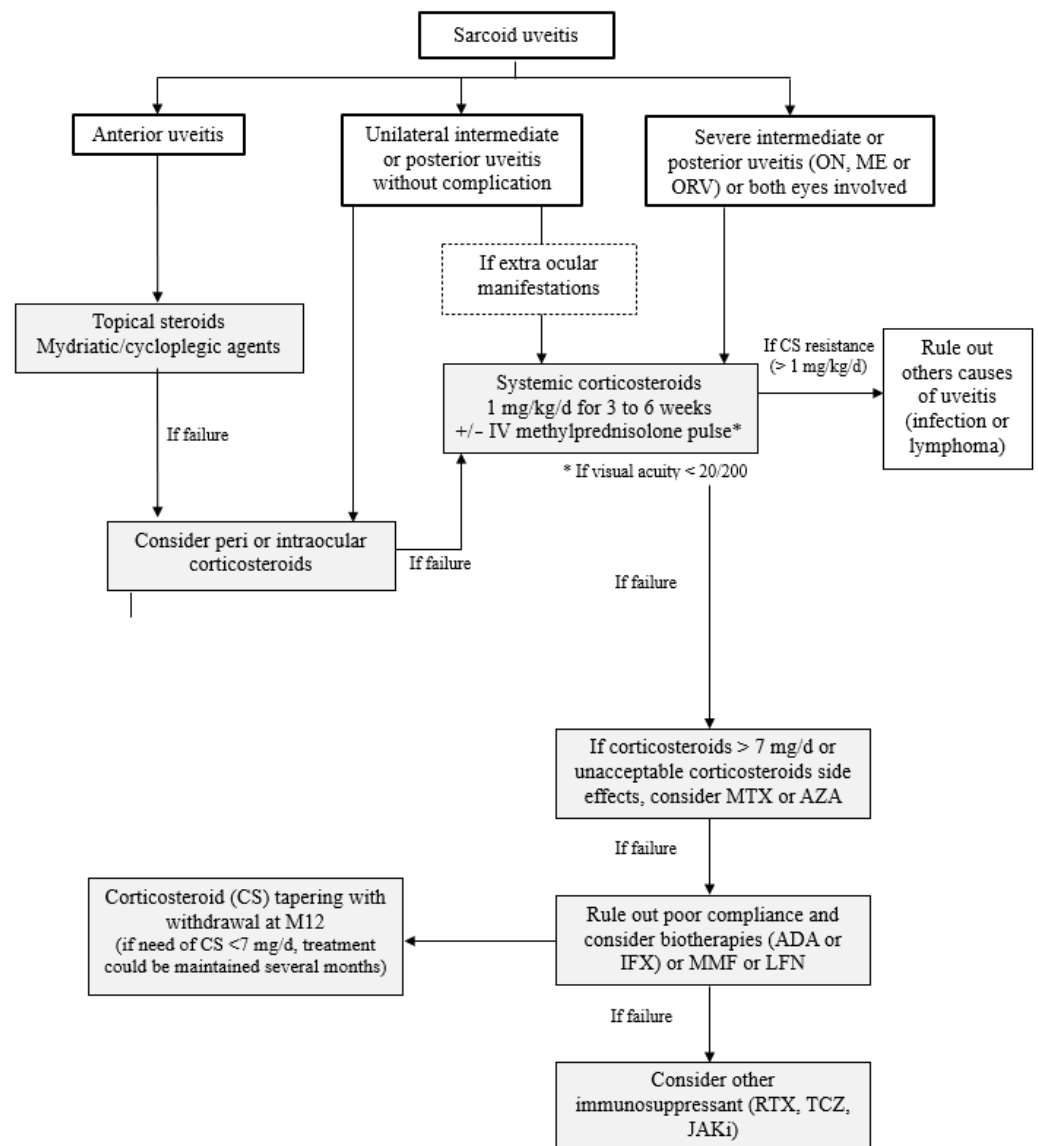 Sarcoid uveitis
Anterior uveitis
Unilateral intermediate
or posterior uveitis
without complication
Severe intermediate or
posterior uveitis (ON, ME or
ORV) or both eyes involved
If extra ocular
manifestations
Topical steroids
Mydriatic/cycloplegic agents
If failure
Systemic corticosteroids
1 mg/kg/d for 3 to 6 weeks
+/− IV methylprednisolone pulse*
* If visual acuity < 20/200
If CS resistance
(> 1 mg/kg/d)
Rule out
others causes
of uveitis
(infection or
lymphoma)
Consider peri or intraocular
corticosteroids
If failure
If failure
If corticosteroids > 7 mg/d or
unacceptable corticosteroids side
effects, consider MTX or AZA
If failure
Corticosteroid (CS) tapering with
withdrawal at M12
(if need of CS <7 mg/d, treatment
could be maintained several months)
Rule out poor compliance and
consider biotherapies (ADA or
IFX) or MMF or LFN
If failure
Consider other
immunosuppressant (RTX, TCZ,
JAKi)